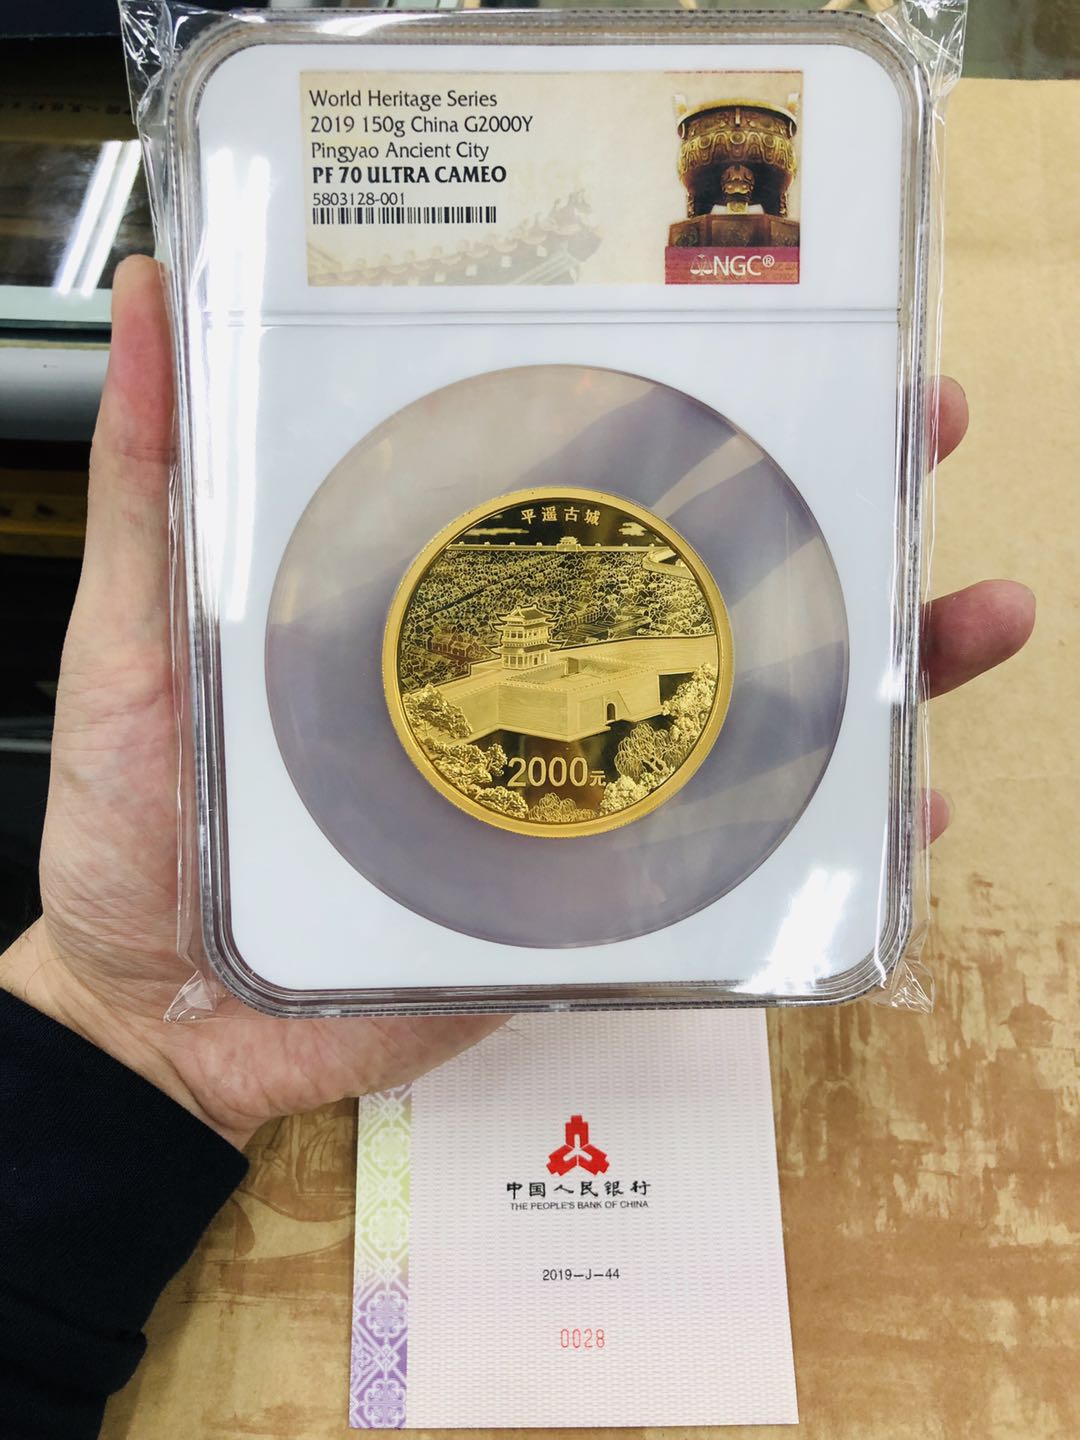 World Heritage Series
2019 150g China G2000Y
Pingyao Ancient City
PF 70 ULTRA CAMEO
5803128-001
NGC®
平遥古城
2000元
中国人民银行
THE PEOPLE'S BANK OF CHINA
2019-J-44
0028